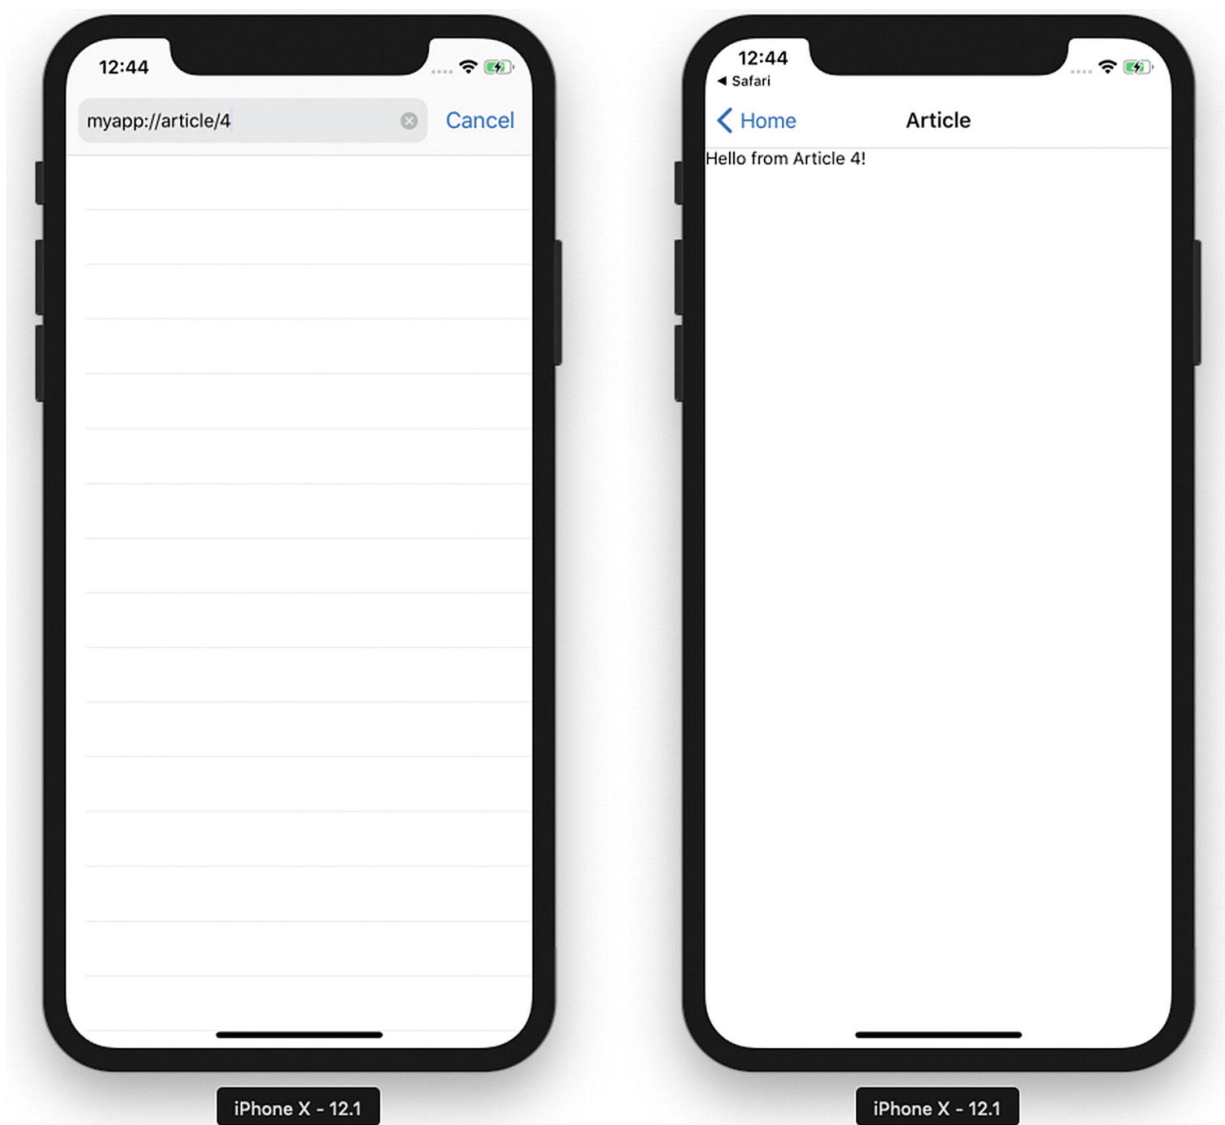 12:44
myapp://article/4
Cancel
iPhone X - 12.1
12:44
◀ Safari
Home
Article
Hello from Article 4!
iPhone X - 12.1